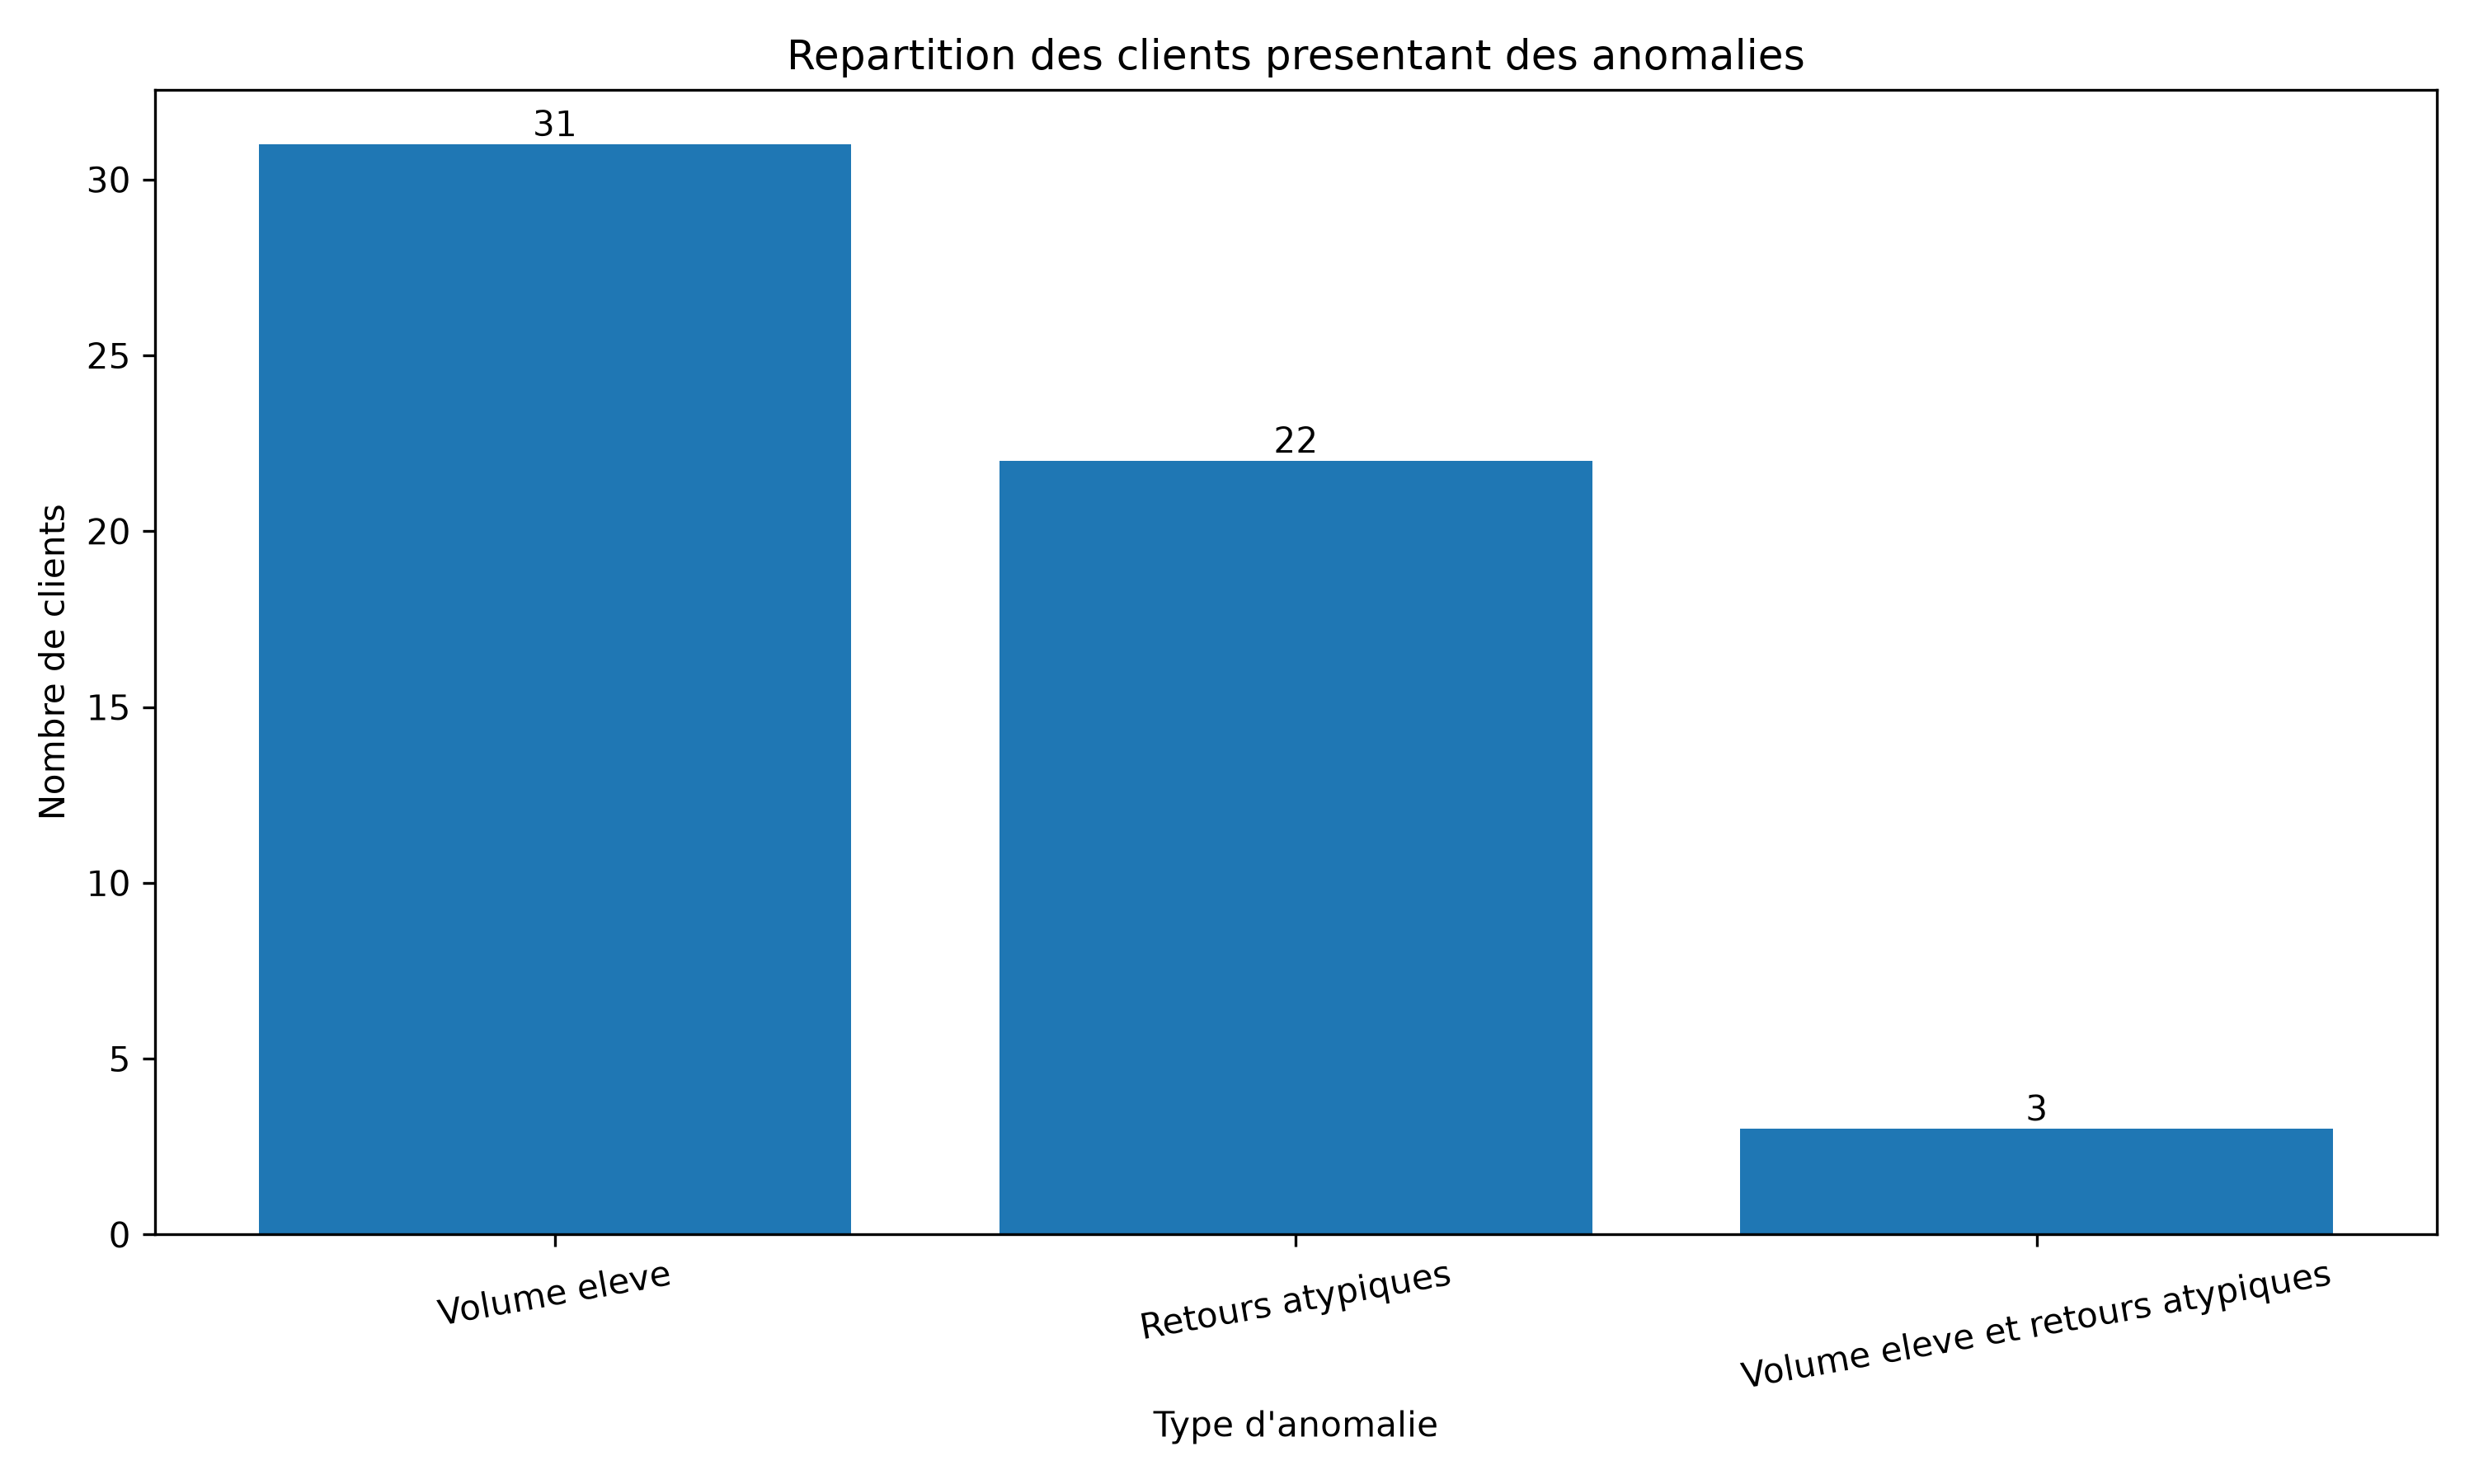 Repartition des clients presentant des anomalies
31
30
22
25
20
Nombre de clients
15
10
3
5
0
Volume eleve
Retours atypiques
Volume eleve et retours atypiques
Type d'anomalie